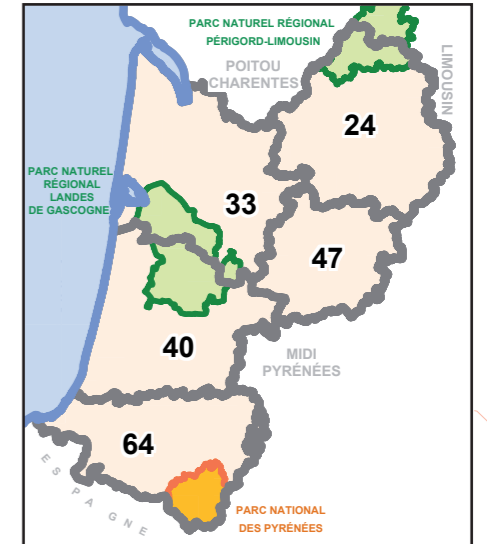 PARC NATUREL RÉGIONAL
PÉRIGORD-LIMOUSIN
POITOU
CHARENTES
LIMOUSIN
24
PARC NATUREL
RÉGIONAL
LANDES
DE GASCOGNE
33
47
40
MIDI
PYRÉNÉES
64
ESPAGNE
PARC NATIONAL
DES PYRÉNÉES